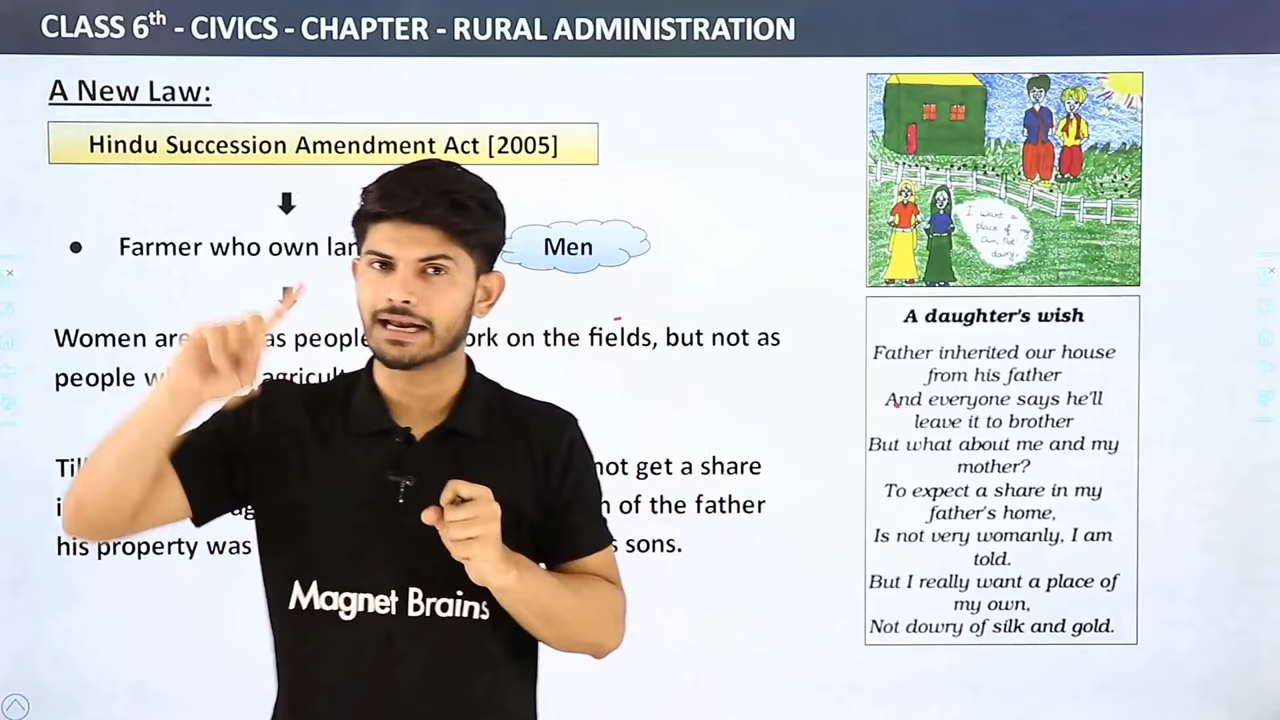 CLASS 6th - CIVICS - CHAPTER - RURAL ADMINISTRATION
A New Law:
Hindu Succession Amendment Act [2005]
Farmer who own
Men
Women are as on the fields, but not as
people
not get a share
of the father
his property was sons.
Magnet Brains
I want a
place of my
own, Not
dowry.
A daughter's wish
Father inherited our house
from his father
And everyone says he'll
leave it to brother
But what about me and my
mother?
To expect a share in my
father's home,
Is not very womanly, I am
told.
But I really want a place of
my own,
Not dowry of silk and gold.